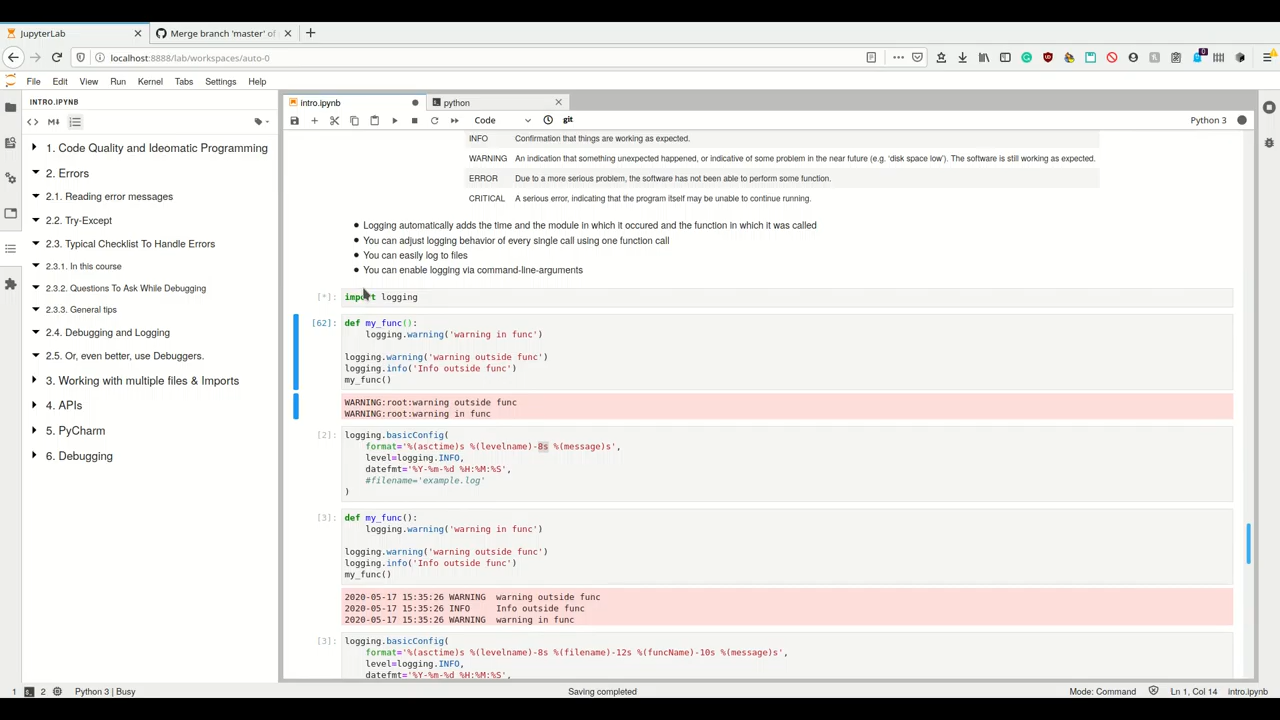 JupyterLab
Merge branch 'master' of
localhost:8888/lab/workspaces/auto-0
File Edit View Run Kernel Tabs Settings Help
INTRO.IPYNB
intro.ipynb
python
Code
git
Python 3
1. Code Quality and Ideomatic Programming
2. Errors
2.1. Reading error messages
2.2. Try-Except
2.3. Typical Checklist To Handle Errors
2.3.1. In this course
2.3.2. Questions To Ask While Debugging
2.3.3. General tips
2.4. Debugging and Logging
2.5. Or, even better, use Debuggers.
3. Working with multiple files & Imports
4. APIs
5. PyCharm
6. Debugging
INFO Confirmation that things are working as expected.
WARNING An indication that something unexpected happened, or indicative of some problem in the near future (e.g. 'disk space low'). The software is still working as expected.
ERROR Due to a more serious problem, the software has not been able to perform some function.
CRITICAL A serious error, indicating that the program itself may be unable to continue running.
Logging automatically adds the time and the module in which it occured and the function in which it was called
You can adjust logging behavior of every single call using one function call
You can easily log to files
You can enable logging via command-line-arguments
[*]: import logging
[62]: def my_func():
logging.warning('warning in func')
logging.warning('warning outside func')
logging.info('Info outside func')
my_func()
WARNING:root:warning outside func
WARNING:root:warning in func
[2]: logging.basicConfig(
format='%(asctime)s %(levelname)-8s %(message)s',
level=logging.INFO,
datefmt='%Y-%m-%d %H:%M:%S',
#filename='example.log'
)
[3]: def my_func():
logging.warning('warning in func')
logging.warning('warning outside func')
logging.info('Info outside func')
my_func()
2020-05-17 15:35:26 WARNING  warning outside func
2020-05-17 15:35:26 INFO     Info outside func
2020-05-17 15:35:26 WARNING  warning in func
[3]: logging.basicConfig(
format='%(asctime)s %(levelname)-8s %(filename)-12s %(funcName)-10s %(message)s',
level=logging.INFO,
datefmt='%Y-%m-%d %H:%M:%S',
1 2 Python 3 | Busy
Saving completed
Mode: Command
Ln 1, Col 14
intro.ipynb